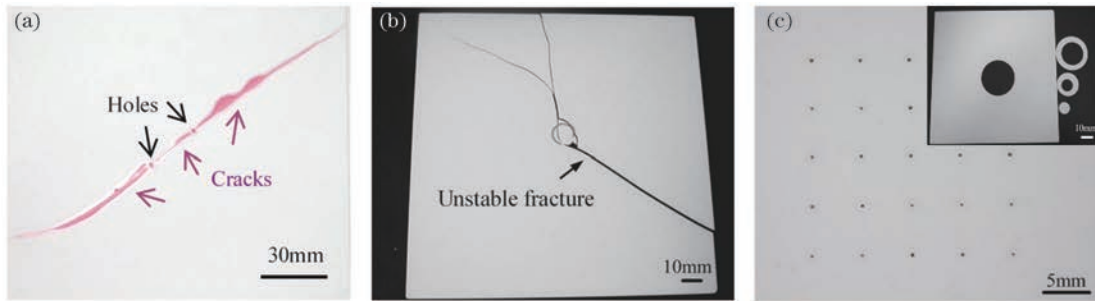 (a)
Holes
Cracks
30mm
(b)
Unstable fracture
10mm
(c)
10mm
5mm